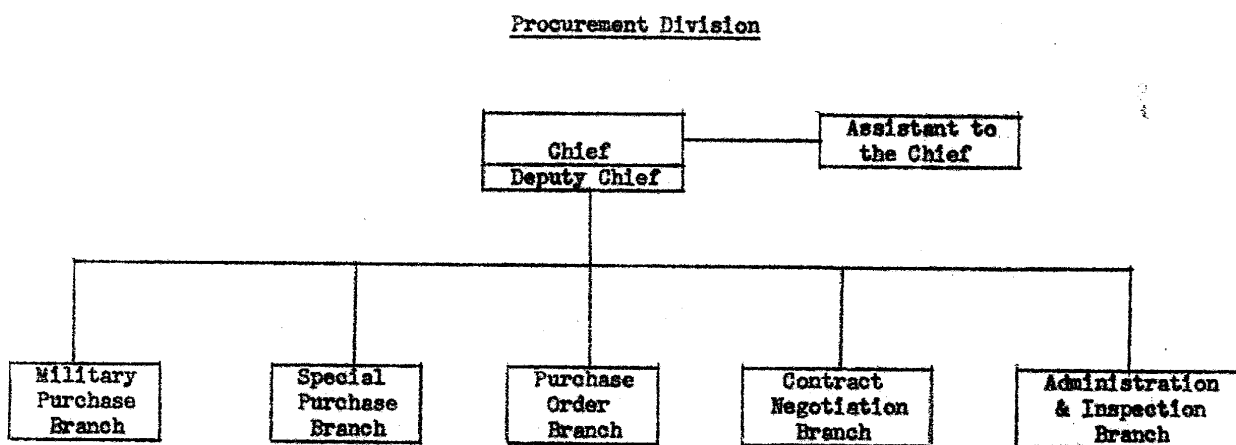 Procurement Division
Chief
Deputy Chief
Assistant to
the Chief
Military
Purchase
Branch
Special
Purchase
Branch
Purchase
Order
Branch
Contract
Negotiation
Branch
Administration
& Inspection
Branch